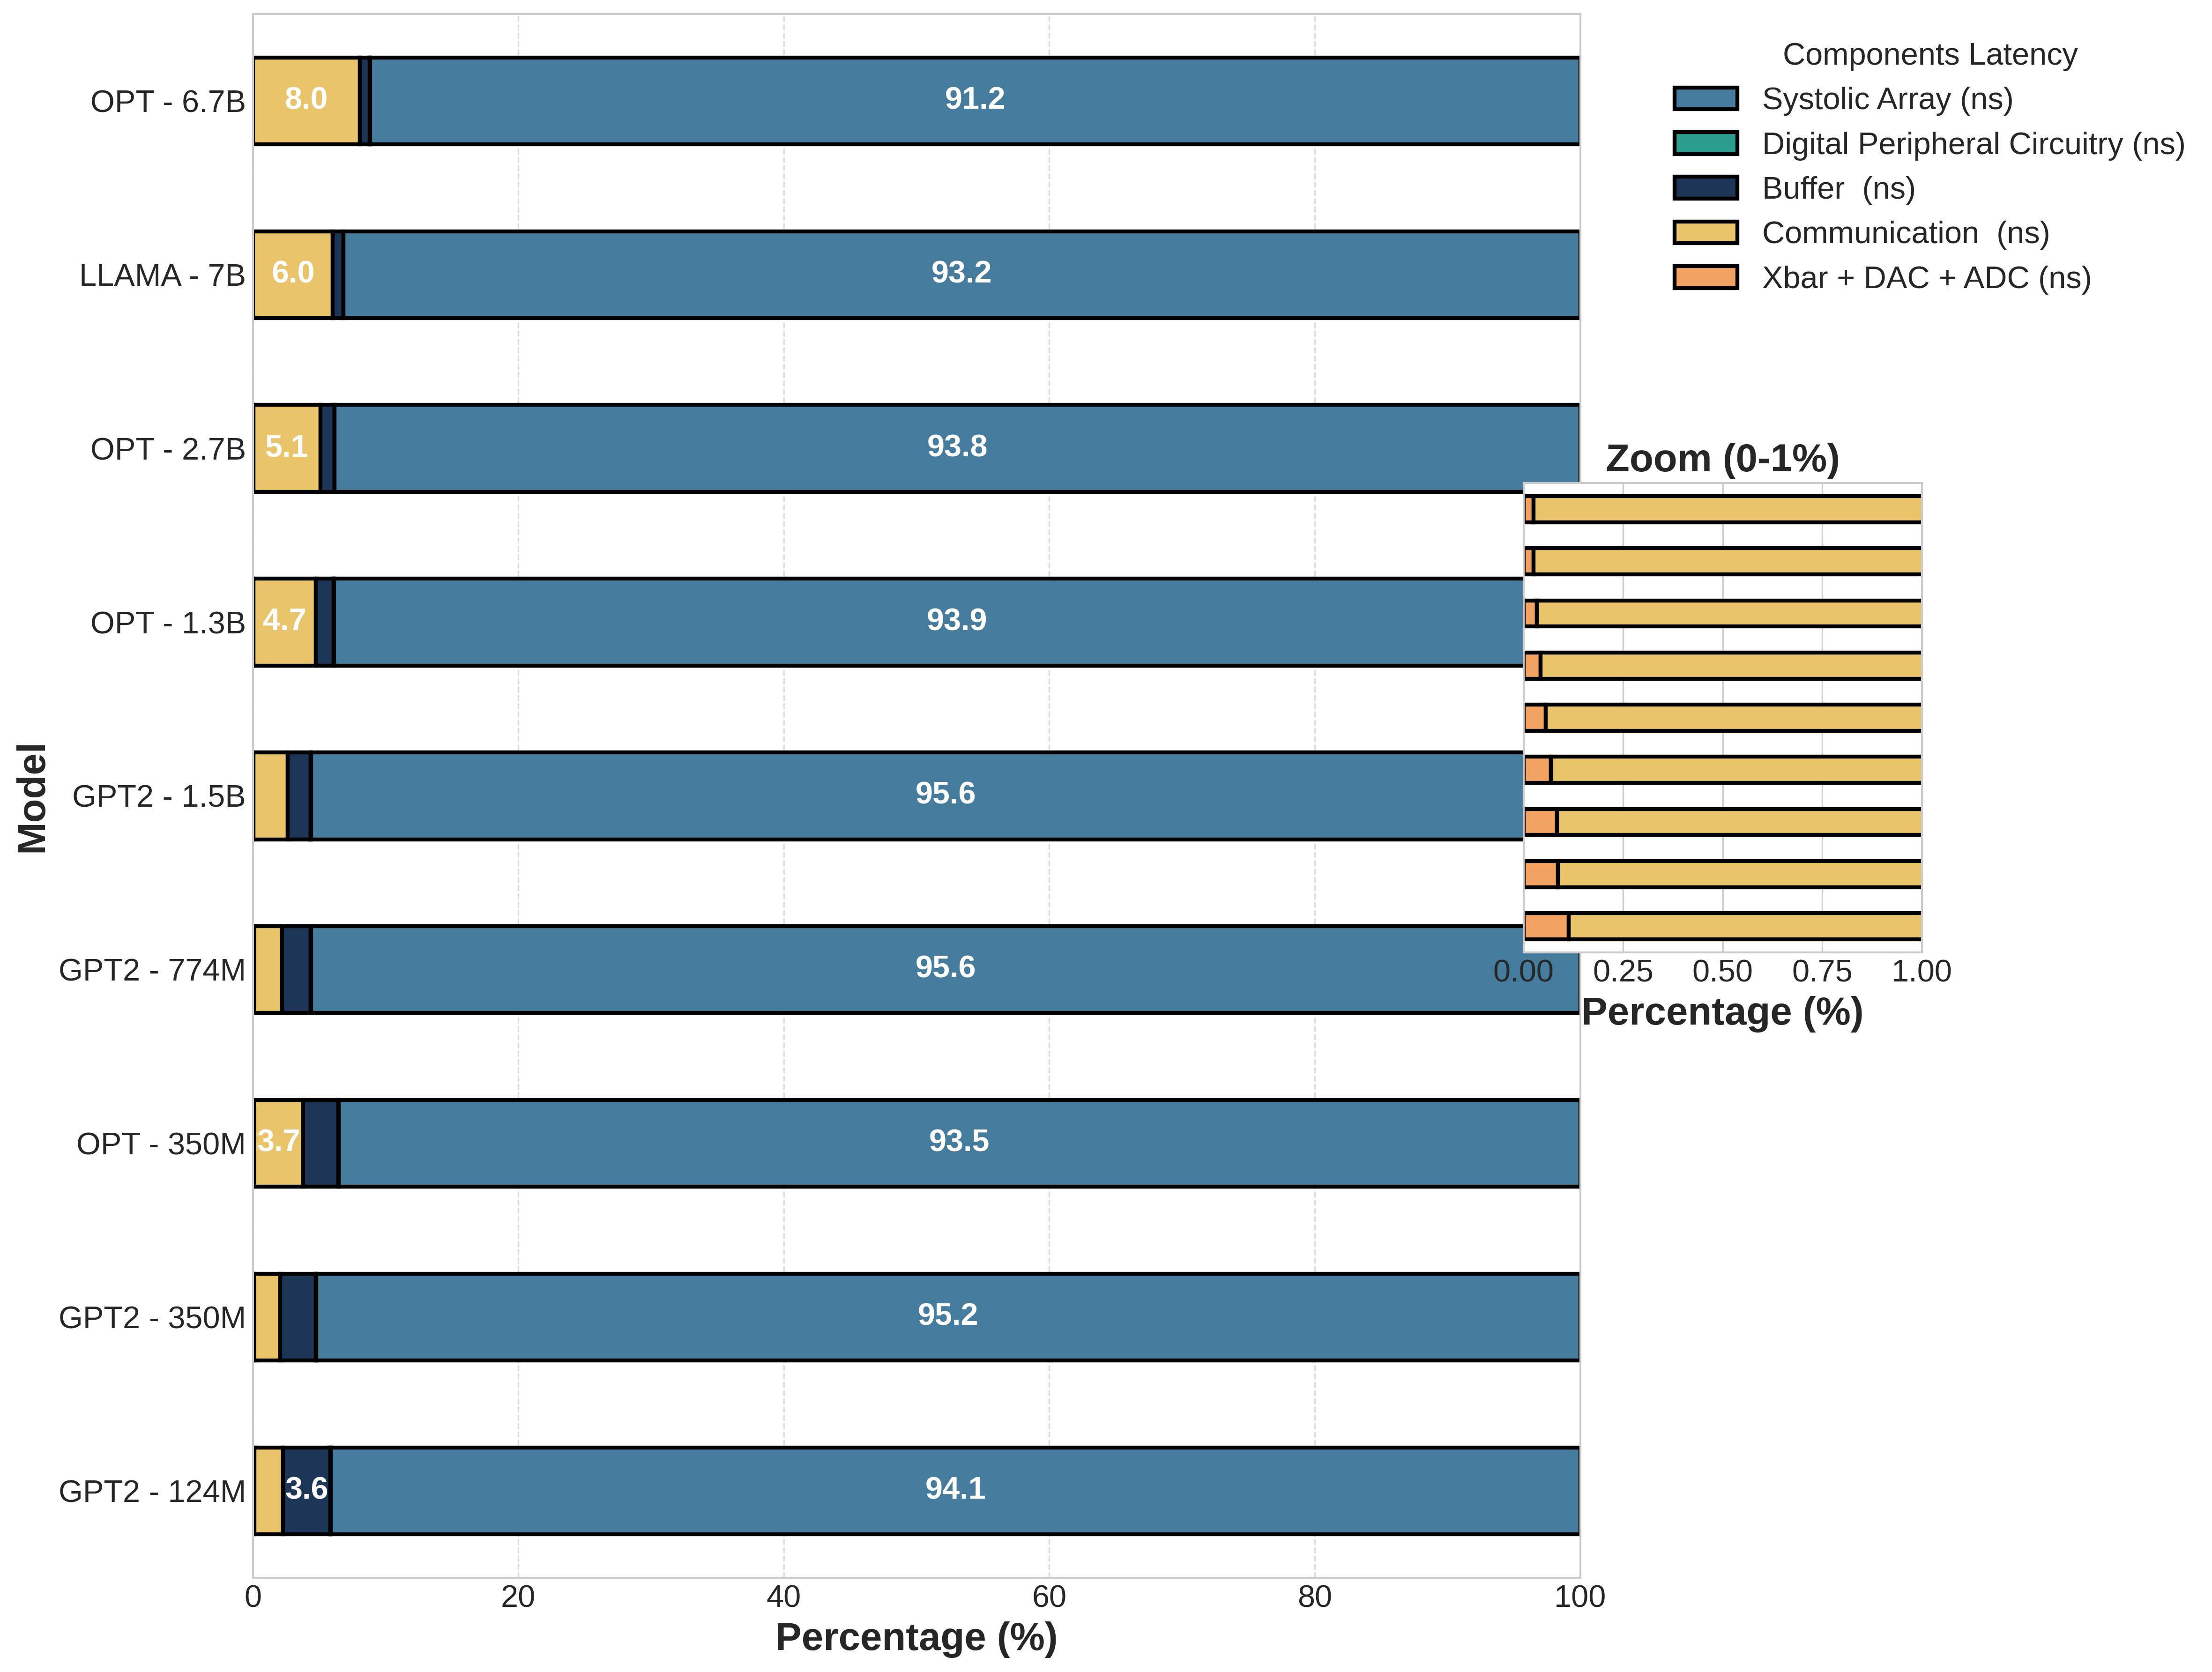 Components Latency
Systolic Array (ns)
Digital Peripheral Circuitry (ns)
Buffer  (ns)
Communication  (ns)
Xbar + DAC + ADC (ns)
Model
OPT - 6.7B 8.0 91.2
LLAMA - 7B 6.0 93.2
OPT - 2.7B 5.1 93.8
OPT - 1.3B 4.7 93.9
GPT2 - 1.5B 95.6
GPT2 - 774M 95.6
OPT - 350M 3.7 93.5
GPT2 - 350M 95.2
GPT2 - 124M 3.6 94.1
0 20 40 60 80 100
Percentage (%)
Zoom (0-1%)
0.00 0.25 0.50 0.75 1.00
Percentage (%)